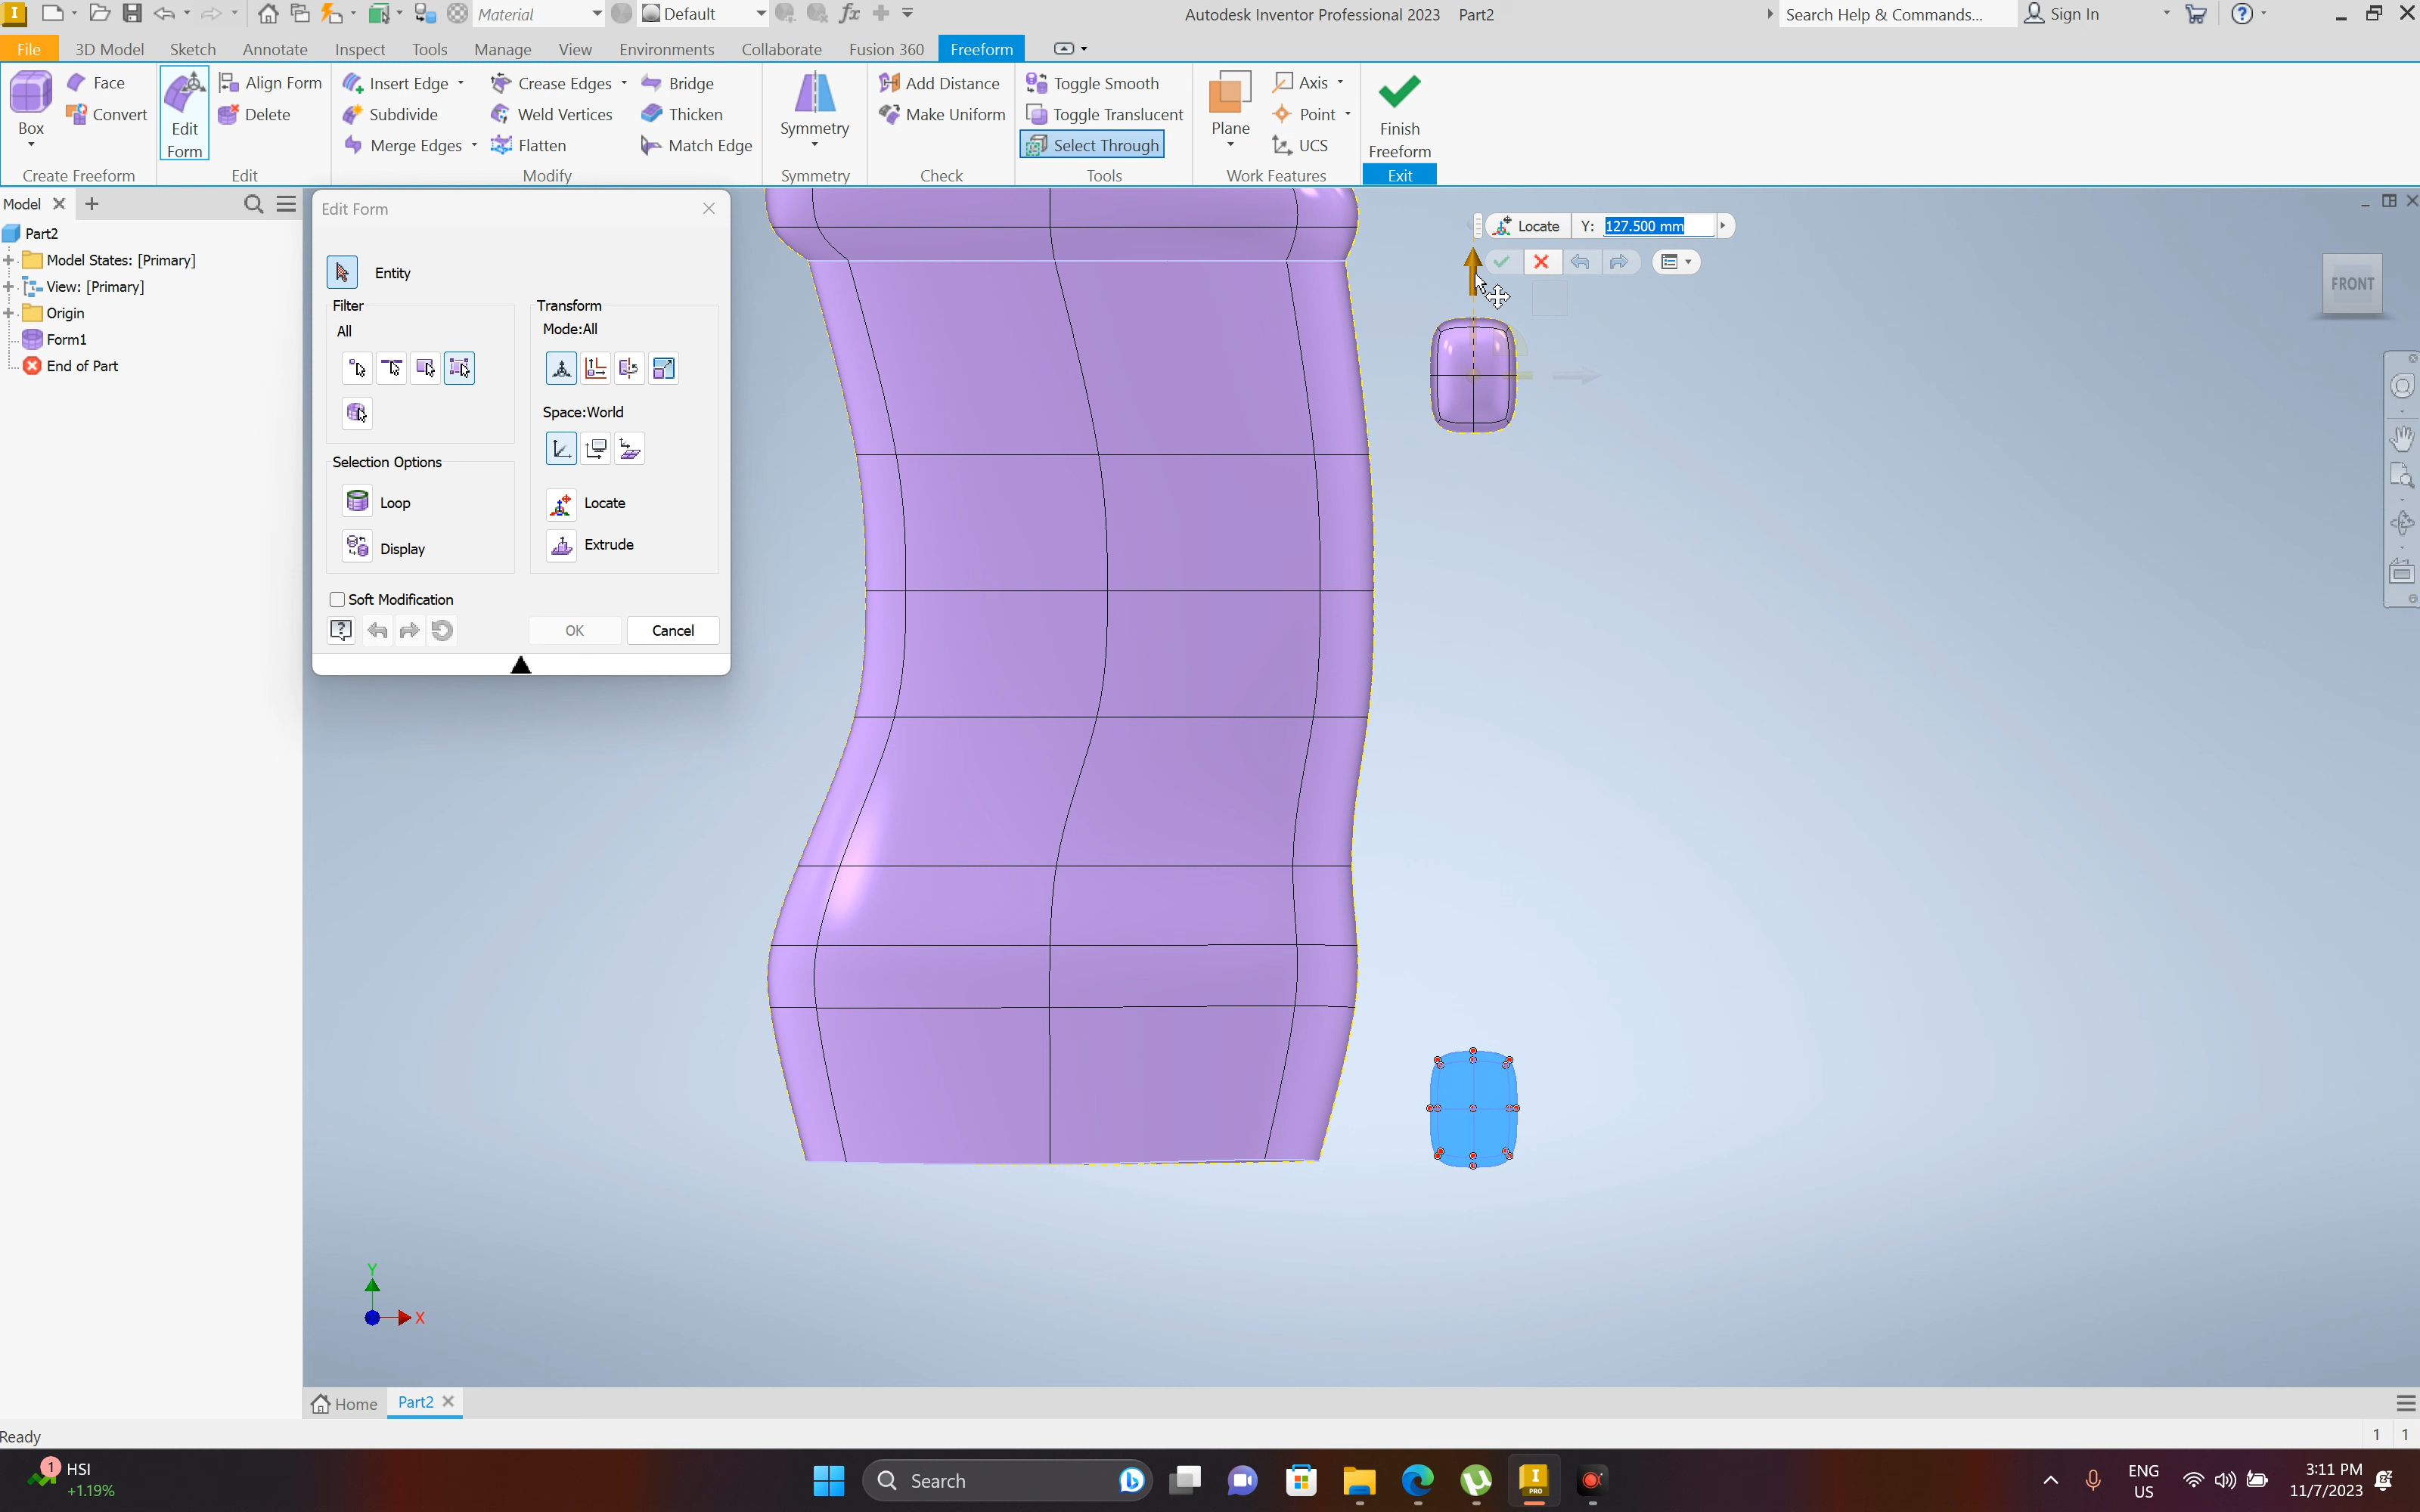 I Material Default fx Autodesk Inventor Professional 2023 Part2 Search Help & Commands... Sign In ?
File 3D Model Sketch Annotate Inspect Tools Manage View Environments Collaborate Fusion 360 Freeform
Box
Face
Convert
Create Freeform
Edit Form
Align Form
Delete
Edit
Insert Edge
Subdivide
Merge Edges
Crease Edges
Weld Vertices
Flatten
Bridge
Thicken
Match Edge
Modify
Symmetry
Symmetry
Add Distance
Make Uniform
Check
Toggle Smooth
Toggle Translucent
Select Through
Tools
Plane
Axis
Point
UCS
Work Features
Finish
Freeform
Exit
Model
Part2
Model States: [Primary]
View: [Primary]
Origin
Form1
End of Part
Edit Form
Entity
Filter
All
Selection Options
Loop
Display
Transform
Mode:All
Space:World
Locate
Extrude
Soft Modification
?
OK Cancel
Locate Y: 127.500 mm
FRONT
Y
X
Home Part2
Ready 1 1
1 HSI
+1.19%
Search
I
PRO
ENG
US
3:11 PM
11/7/2023